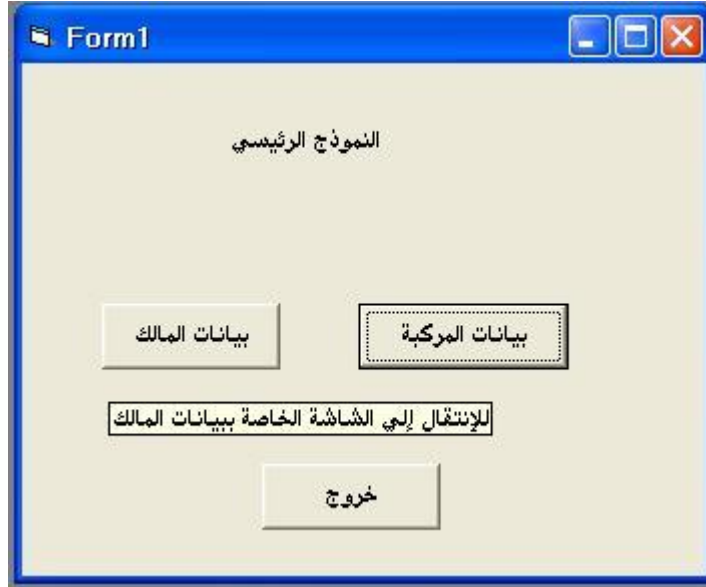 Form1
النموذج الرئيسي
بيانات المركبة
بيانات المالك
للإنتقال إلي الشاشة الخاصة ببيانات المالك
خروج